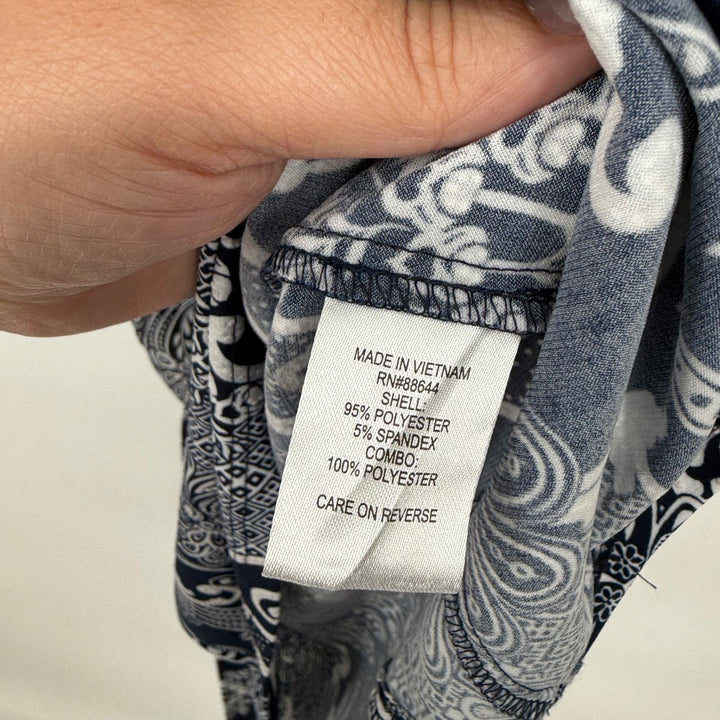 MADE IN VIETNAM
RN#88644
SHELL:
95% POLYESTER
5% SPANDEX
COMBO:
100% POLYESTER
CARE ON REVERSE